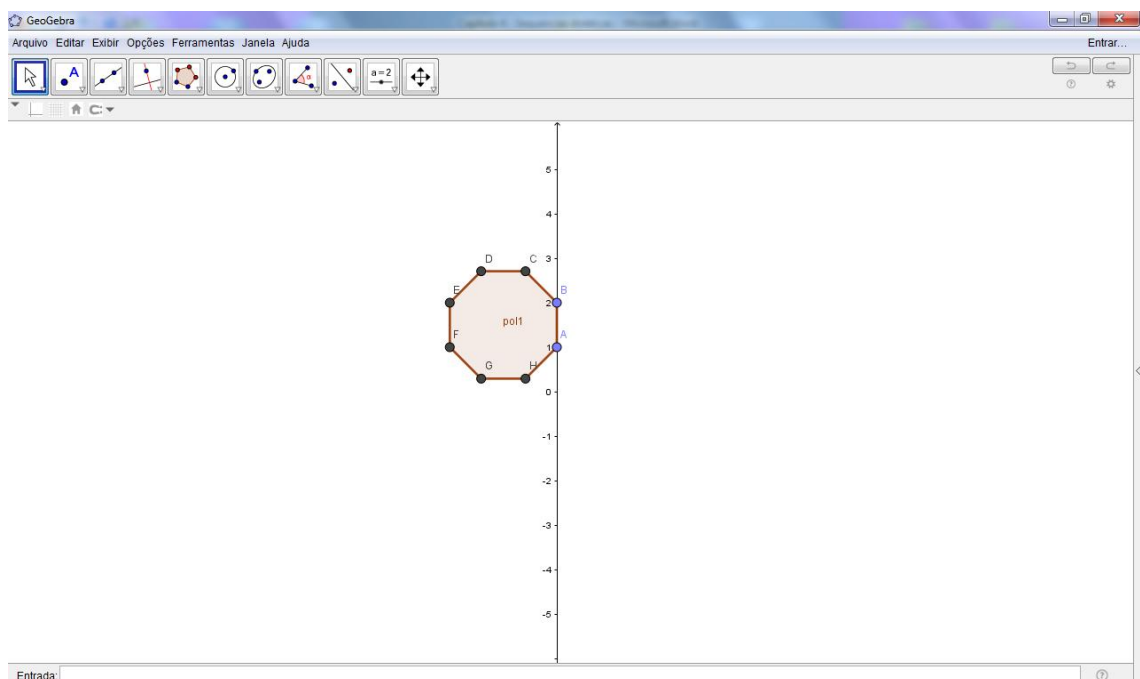 GeoGebra
Arquivo Editar Exibir Opções Ferramentas Janela Ajuda
Entrar...
A
α
a=2
5
4
D
C
3
E
B
2
pol1
F
A
1
G
H
0
-1
-2
-3
-4
-5
Entrada: